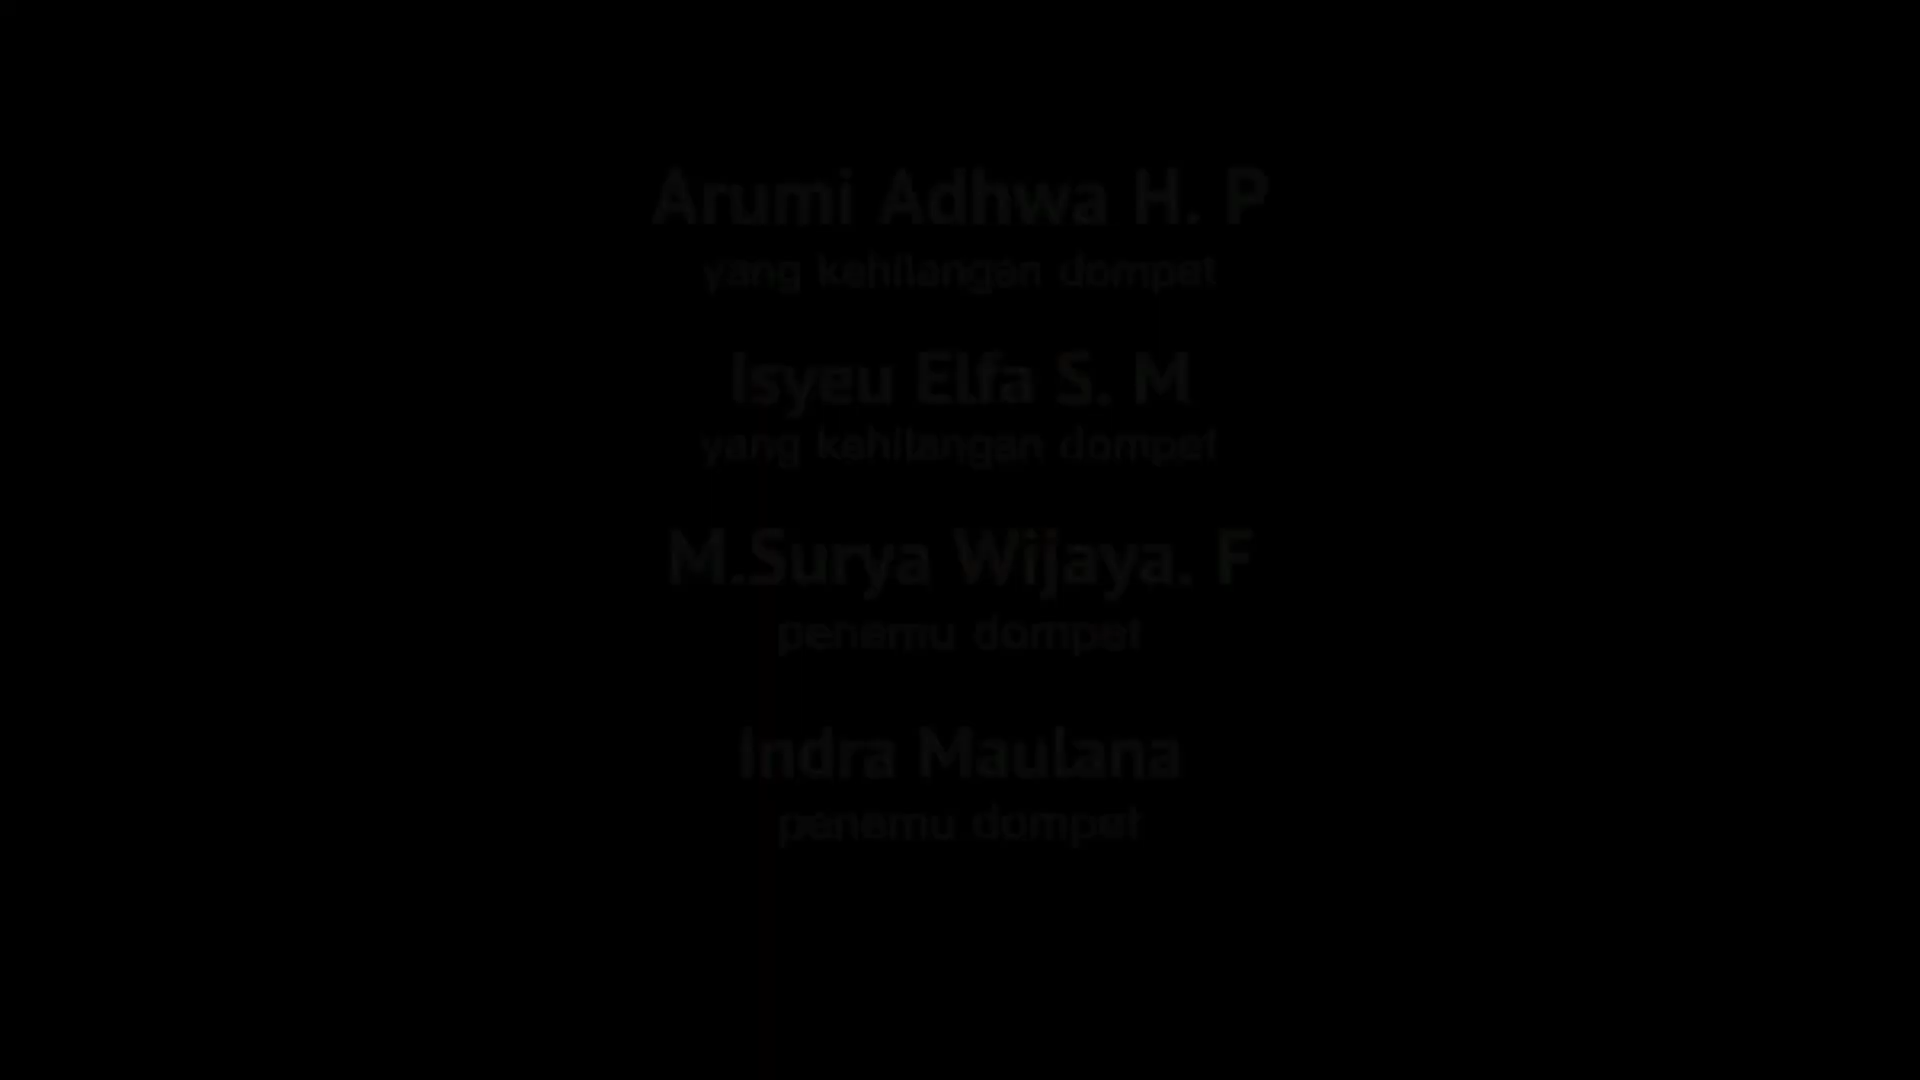 Arumi Adhwa H. P
yang kehilangan dompet
Isyeu Elfa S. M
yang kehilangan dompet
M.Surya Wijaya. F
penemu dompet
Indra Maulana
penemu dompet